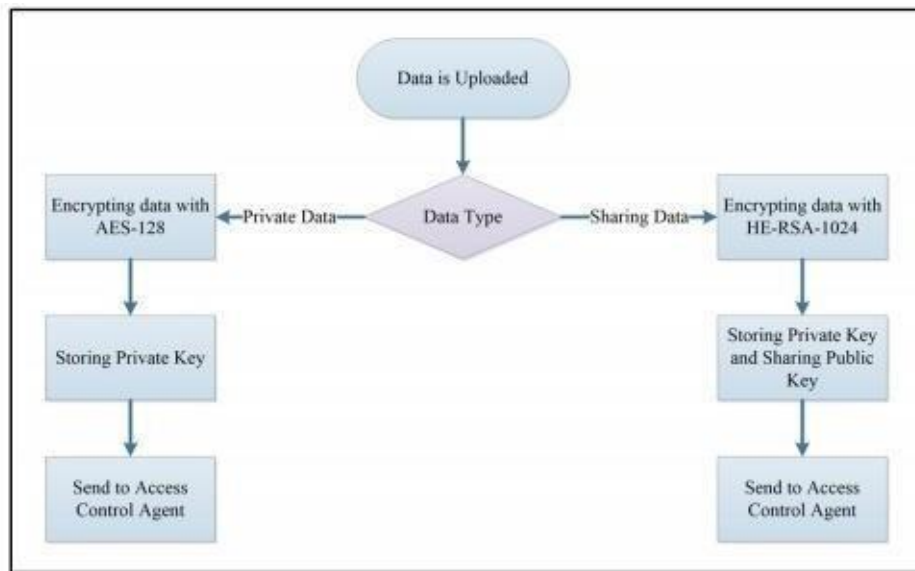 Data is Uploaded
Encrypting data with
AES-128
Private Data
Data Type
Sharing Data
Encrypting data with
HE-RSA-1024
Storing Private Key
Storing Private Key
and Sharing Public
Key
Send to Access
Control Agent
Send to Access
Control Agent